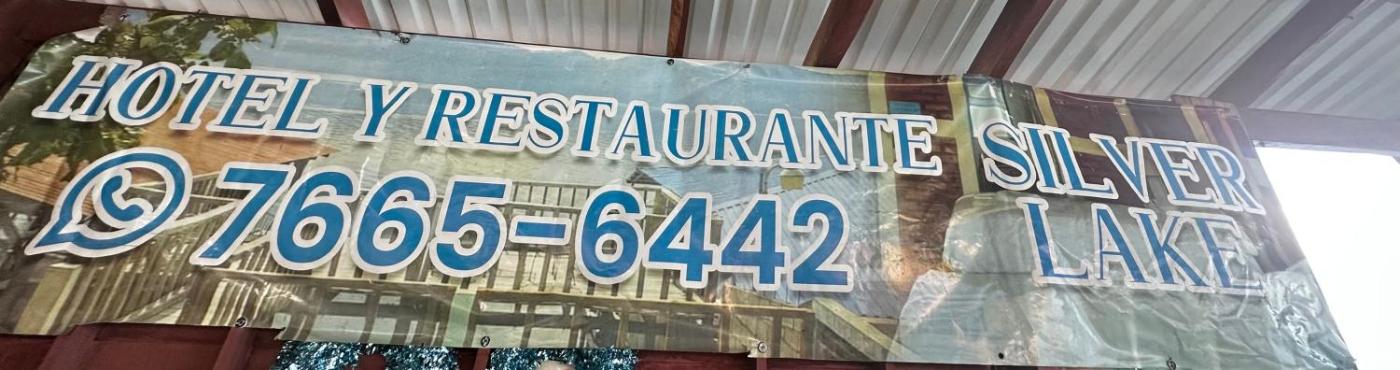 HOTEL Y RESTAURANTE SILVER
LAKE
7665-6442